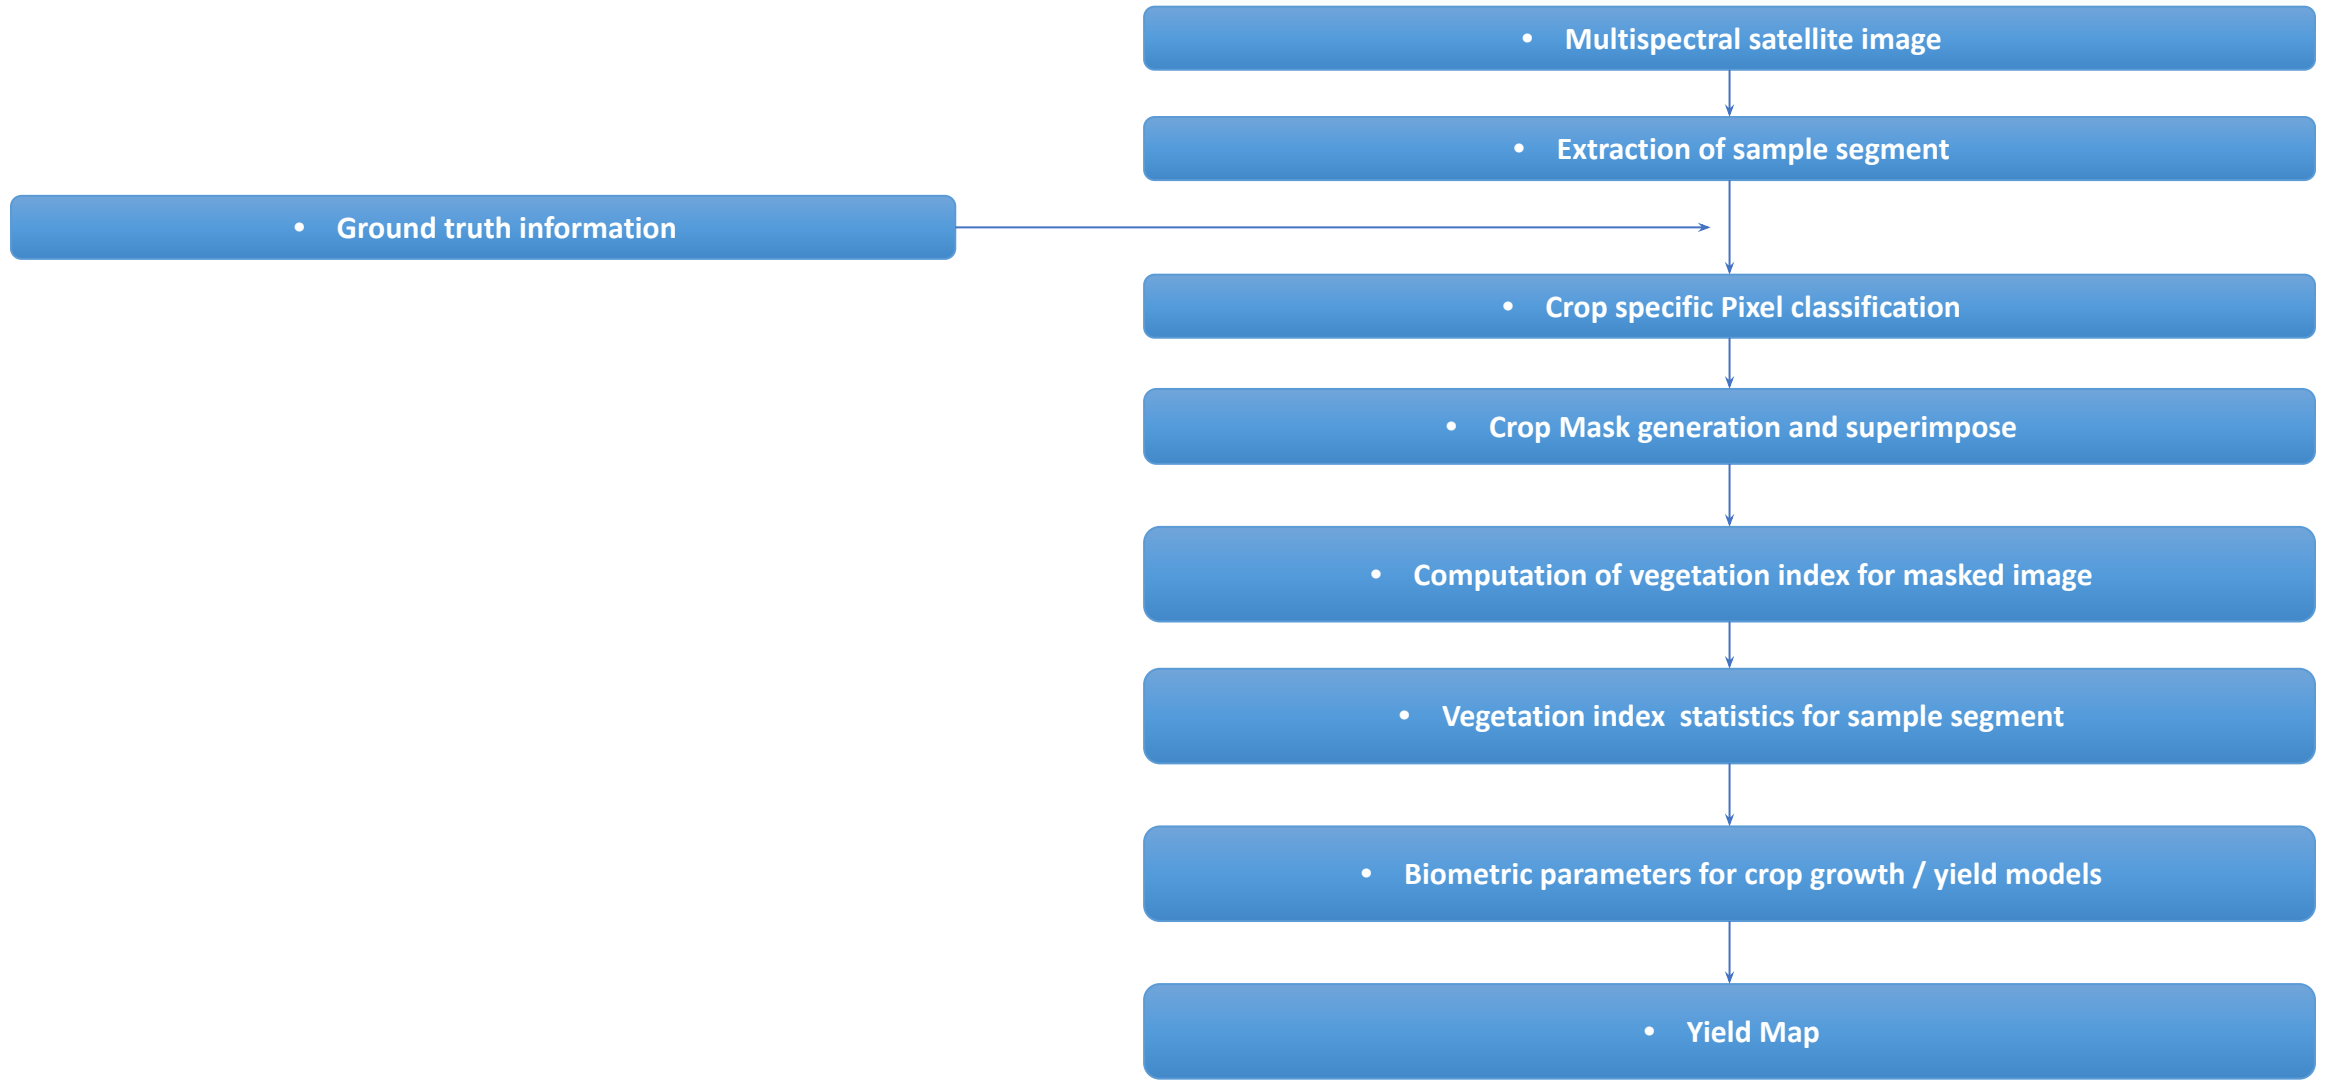 • Multispectral satellite image
• Extraction of sample segment
• Ground truth information
• Crop specific Pixel classification
• Crop Mask generation and superimpose
• Computation of vegetation index for masked image
• Vegetation index  statistics for sample segment
• Biometric parameters for crop growth / yield models
• Yield Map